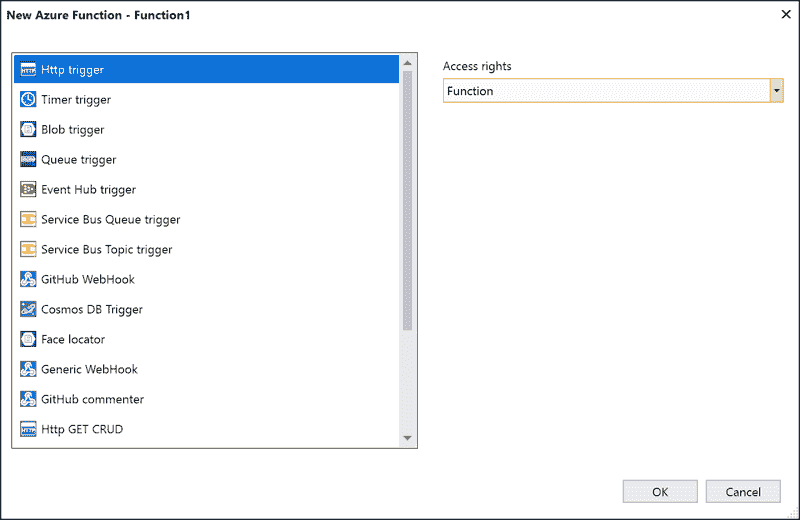 New Azure Function - Function1
Http trigger
Timer trigger
Blob trigger
Queue trigger
Event Hub trigger
Service Bus Queue trigger
Service Bus Topic trigger
GitHub WebHook
Cosmos DB Trigger
Face locator
Generic WebHook
GitHub commenter
Http GET CRUD
Access rights
Function
OK
Cancel